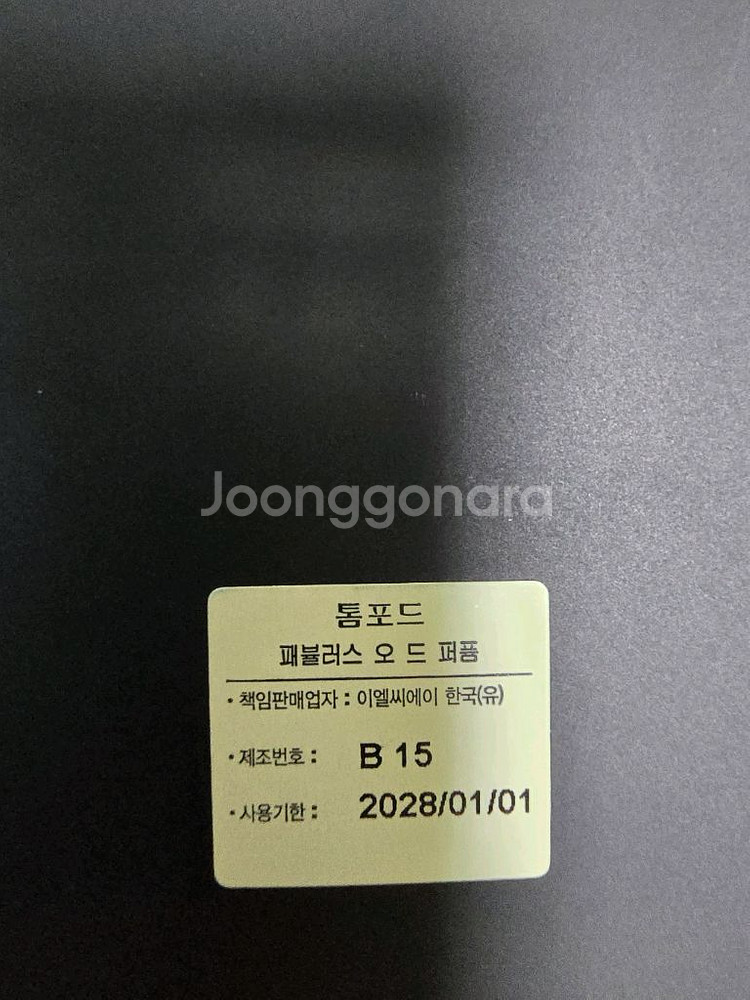 Joonggonara
톰포드
패뷸러스 오 드 퍼퓸
· 책임판매업자 : 이엘씨에이 한국(유)
· 제조번호 : B 15
· 사용기한 : 2028/01/01